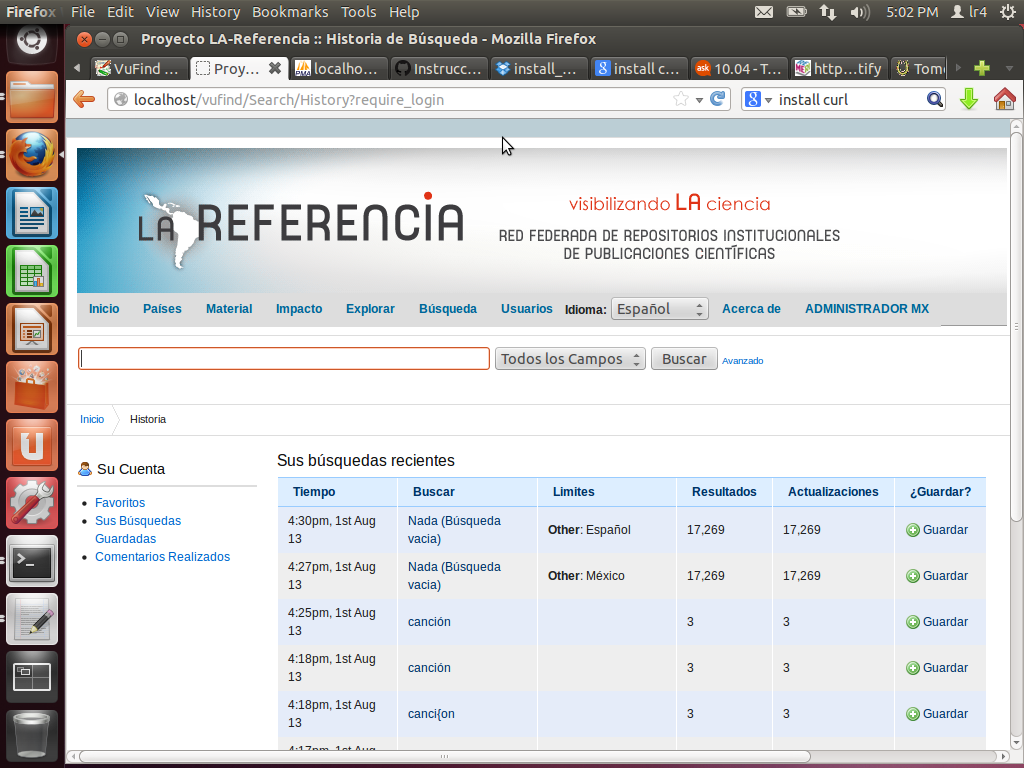 Firefox File Edit View History Bookmarks Tools Help 5:02 PM lr4
Proyecto LA-Referencia :: Historia de Búsqueda - Mozilla Firefox
VuFind ... Proy... localho... Instrucc... install_... install c... 10.04 - T... http...tify Tom
localhost/vufind/Search/History?require_login install curl
LA REFERENCIA
visibilizando LA ciencia
RED FEDERADA DE REPOSITORIOS INSTITUCIONALES
DE PUBLICACIONES CIENTÍFICAS
Inicio Países Material Impacto Explorar Búsqueda Usuarios Idioma: Español Acerca de ADMINISTRADOR MX
Todos los Campos Buscar Avanzado
Inicio Historia
Su Cuenta
Favoritos
Sus Búsquedas
Guardadas
Comentarios Realizados
Sus búsquedas recientes
Tiempo Buscar Limites Resultados Actualizaciones ¿Guardar?
4:30pm, 1st Aug 13 Nada (Búsqueda vacia) Other: Español 17,269 17,269 Guardar
4:27pm, 1st Aug 13 Nada (Búsqueda vacia) Other: México 17,269 17,269 Guardar
4:25pm, 1st Aug 13 canción 3 3 Guardar
4:18pm, 1st Aug 13 canción 3 3 Guardar
4:18pm, 1st Aug 13 canci{on 3 3 Guardar
4:17pm, 1st Aug